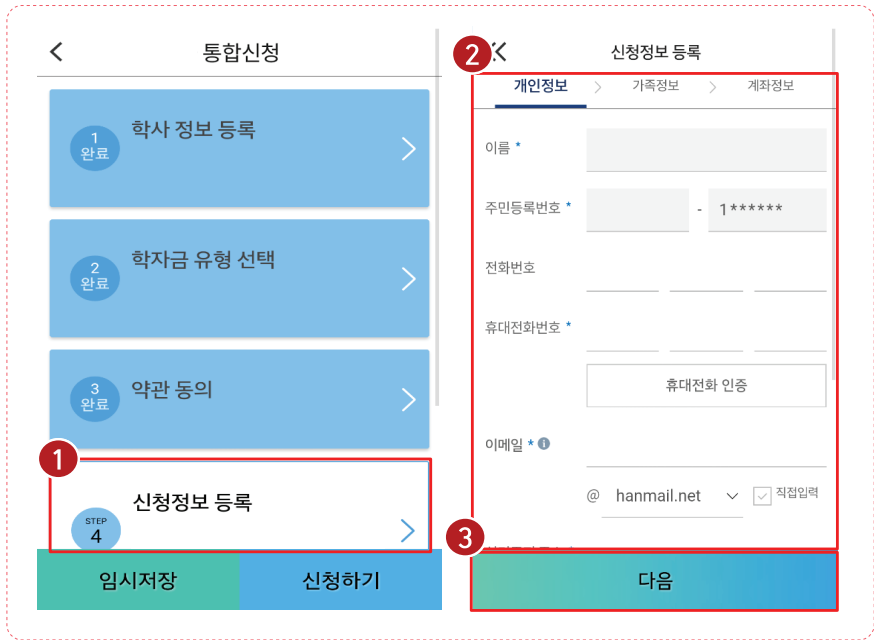 통합신청
1
완료
학사 정보 등록
2
완료
학자금 유형 선택
3
완료
약관 동의
1
신청정보 등록
STEP
4
임시저장
신청하기
2
신청정보 등록
개인정보
가족정보
계좌정보
이름 *
주민등록번호 *
- 1******
전화번호
휴대전화번호 *
휴대전화 인증
이메일 *
@ hanmail.net
직접입력
3
다음